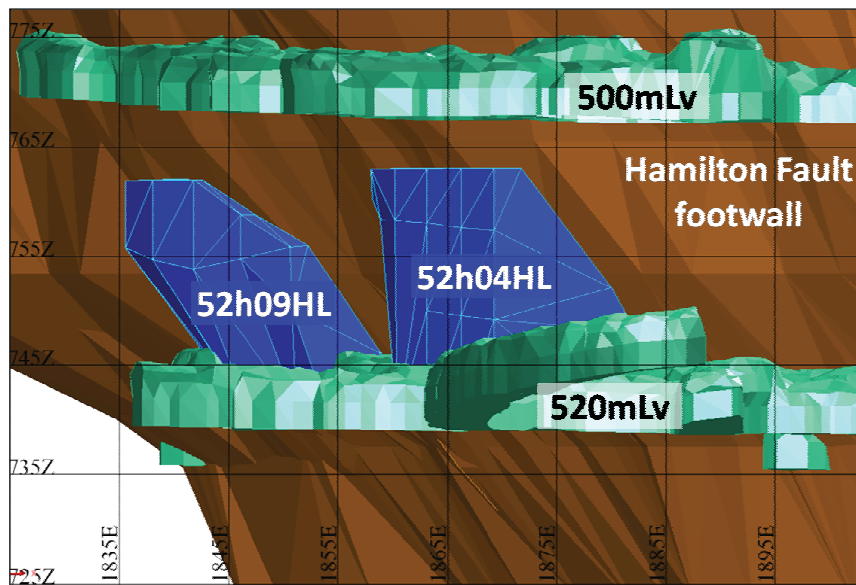 775Z
500mLv
765Z
Hamilton Fault
footwall
755Z
52h04HL
52h09HL
745Z
520mLv
735Z
1835E
1845E
1855E
1865E
1875E
1885E
1895E
725Z